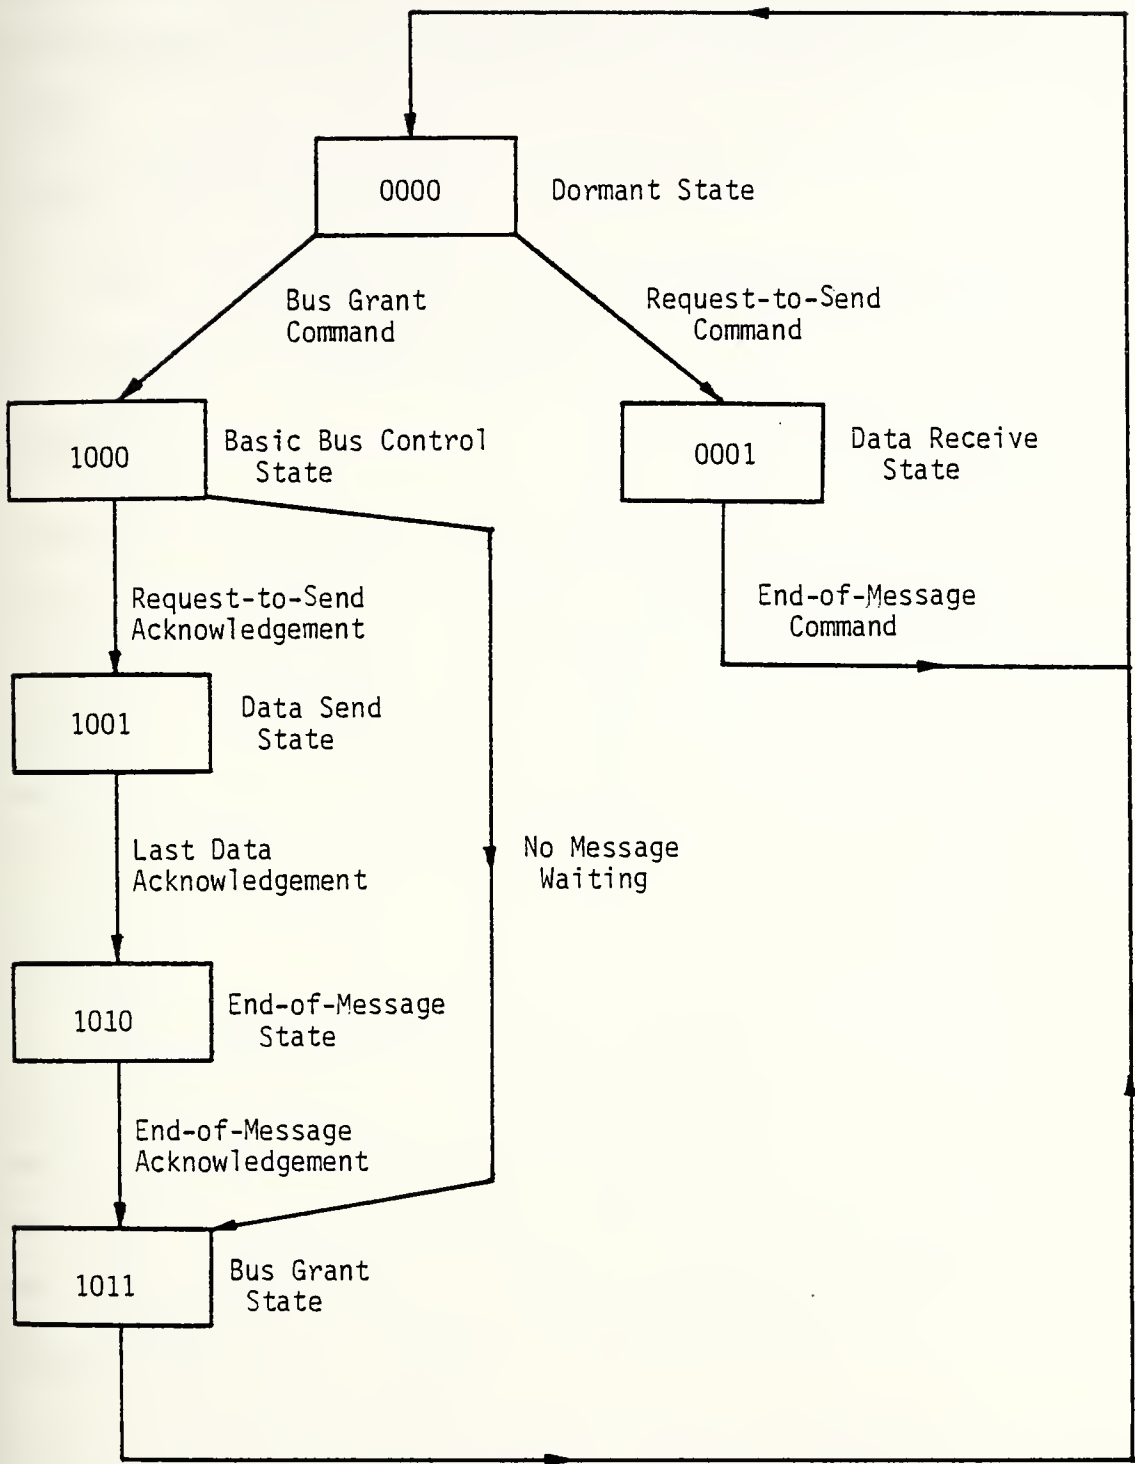 0000
Dormant State
Bus Grant
Command
Request-to-Send
Command
1000
Basic Bus Control
State
0001
Data Receive
State
Request-to-Send
Acknowledgement
End-of-Message
Command
1001
Data Send
State
Last Data
Acknowledgement
No Message
Waiting
1010
End-of-Message
State
End-of-Message
Acknowledgement
1011
Bus Grant
State